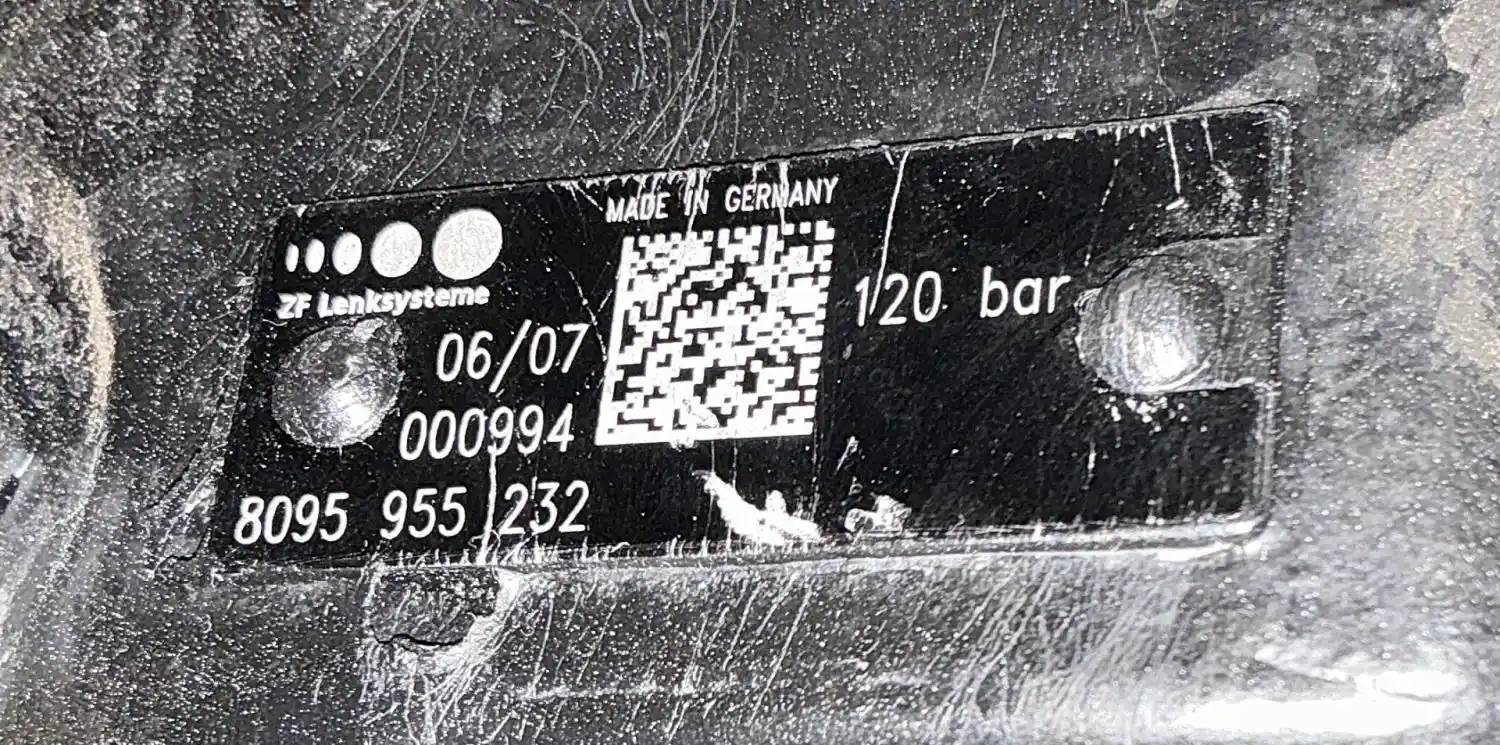 ZF Lenksysteme
MADE IN GERMANY
06/07
120 bar
000994
8095 955 232